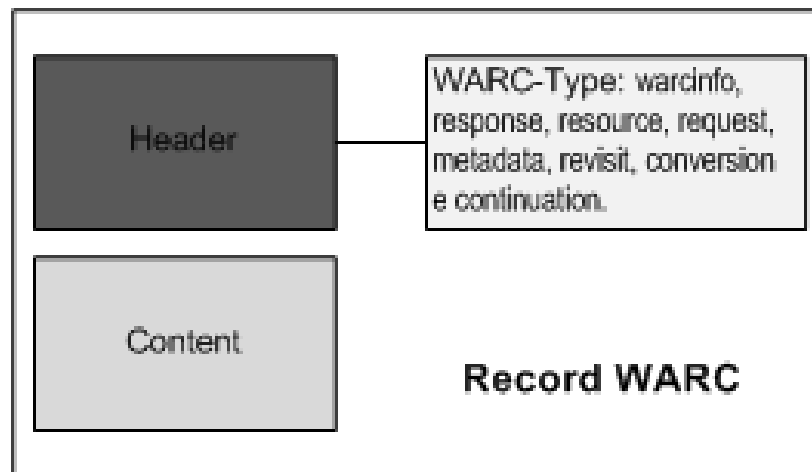 Header
WARC-Type: warcinfo,
response, resource, request,
metadata, revisit, conversion
e continuation.
Content
Record WARC